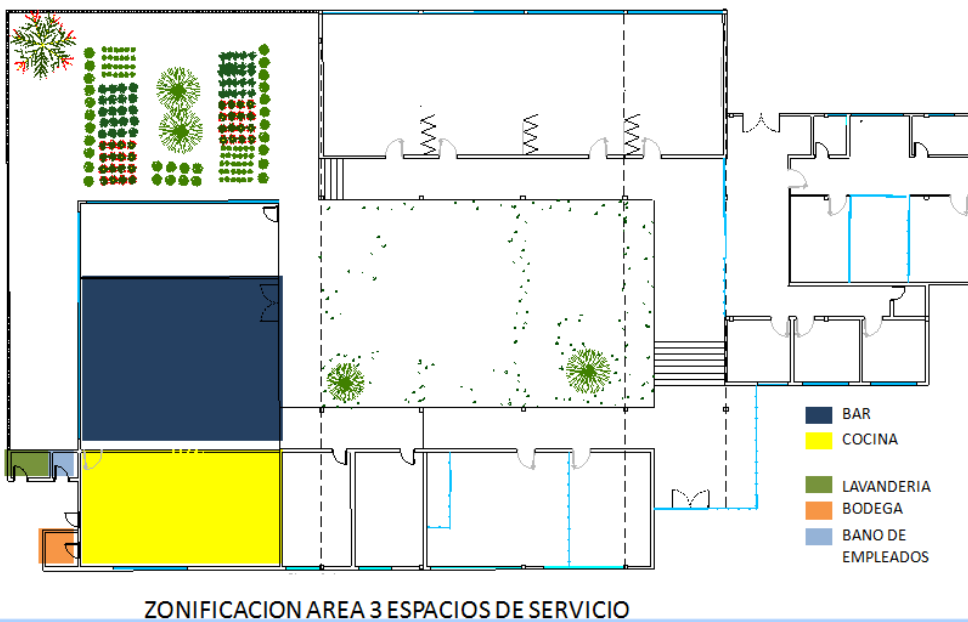 BAR
COCINA
LAVANDERIA
BODEGA
BANO DE
EMPLEADOS
ZONIFICACION AREA 3 ESPACIOS DE SERVICIO